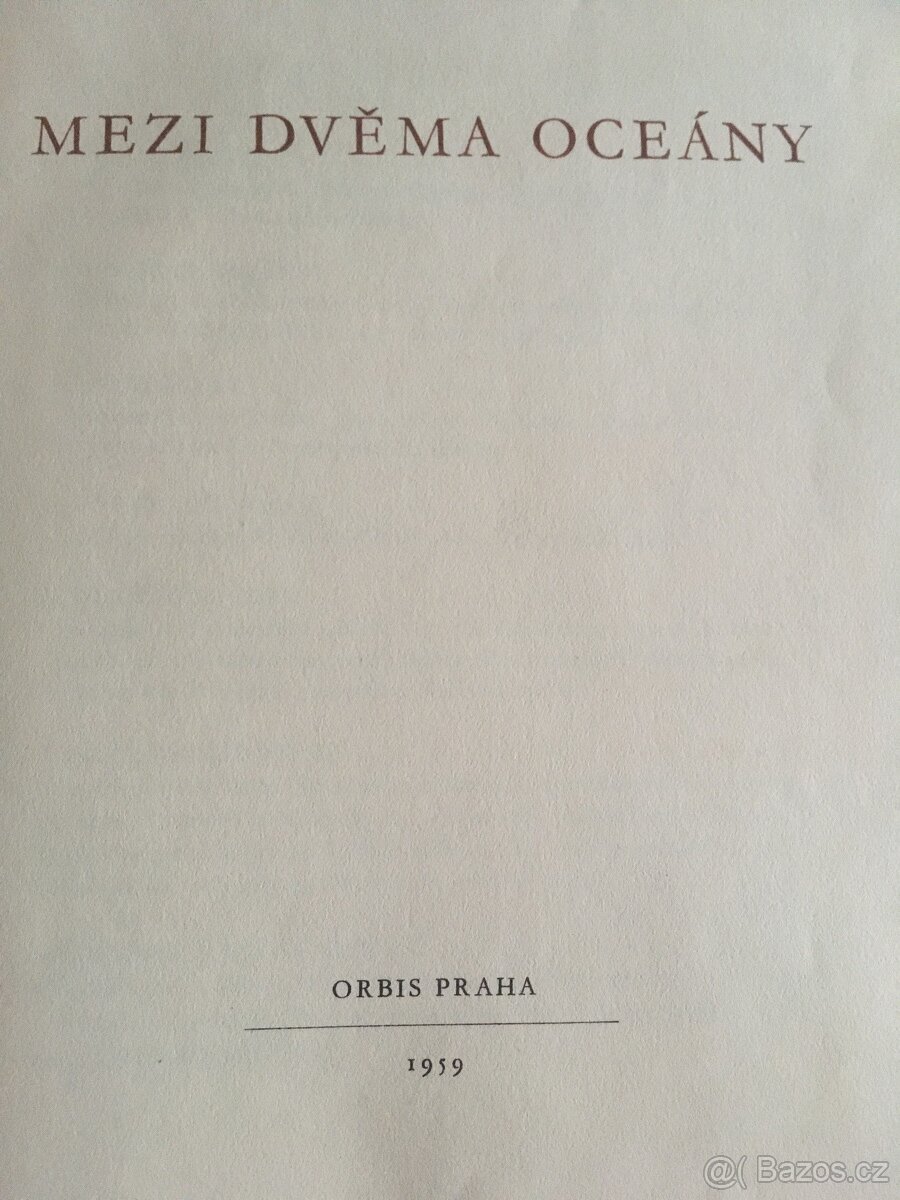 MEZI DVĚMA OCEÁNY
ORBIS PRAHA
1959
@( Bazos.cz